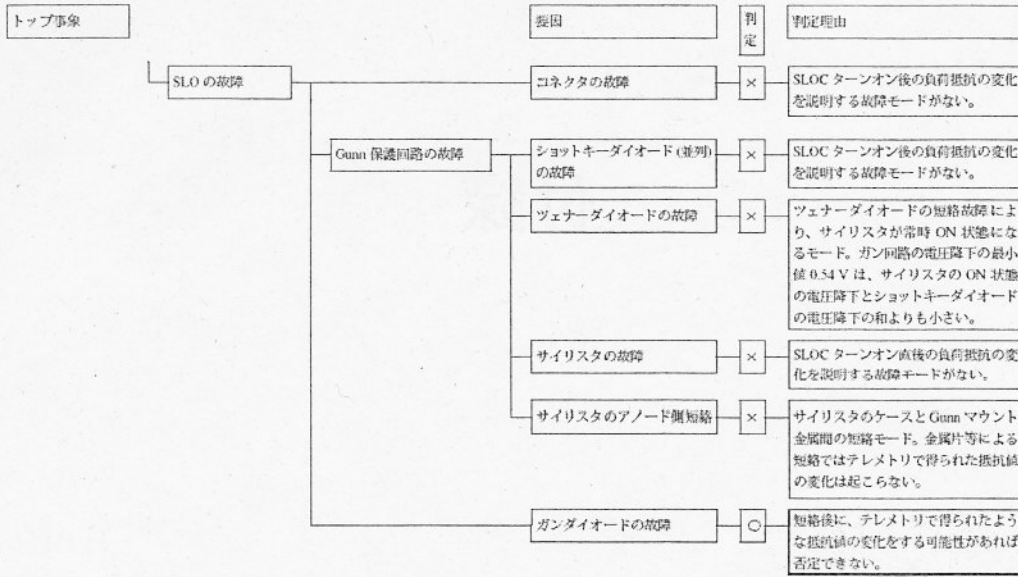 トップ事象
要因
判
定
判定理由
SLO の故障
コネクタの故障
×
SLOC ターンオン後の負荷抵抗の変化
を説明する故障モードがない。
Gunn 保護回路の故障
ショットキーダイオード (並列)
の故障
×
SLOC ターンオン後の負荷抵抗の変化
を説明する故障モードがない。
ツェナーダイオードの故障
×
ツェナーダイオードの短絡故障によ
り、サイリスタが常時 ON 状態にな
るモード。ガン回路の電圧降下の最小
値 0.54 V は、サイリスタの ON 状態
の電圧降下とショットキーダイオード
の電圧降下の和よりも小さい。
サイリスタの故障
×
SLOC ターンオン直後の負荷抵抗の変
化を説明する故障モードがない。
サイリスタのアノード側短絡
×
サイリスタのケースと Gunn マウント
金属間の短絡モード。金属片等による
短絡ではテレメトリで得られた抵抗値
の変化は起こらない。
ガンダイオードの故障
○
短絡後に、テレメトリで得られたよう
な抵抗値の変化をする可能性があれば
否定できない。